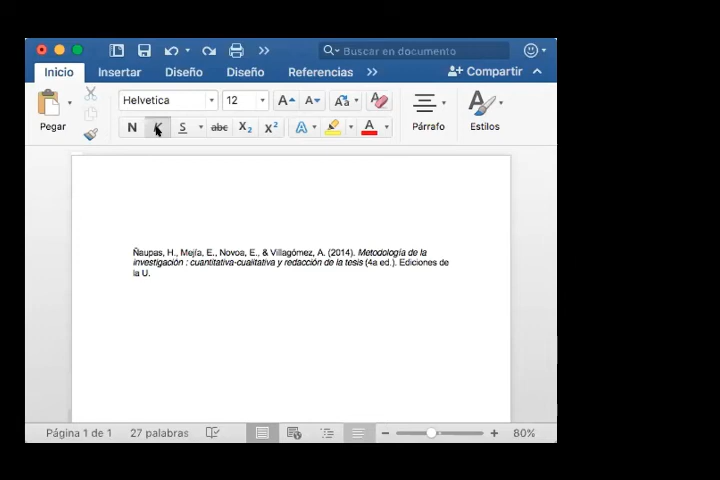 Buscar en documento
Inicio Insertar Diseño Diseño Referencias Compartir
Helvetica 12 A A Aa A
Pegar N K S abc X₂ X² A A Párrafo Estilos
Ñaupas, H., Mejía, E., Novoa, E., & Villagómez, A. (2014). Metodología de la
investigación : cuantitativa-cualitativa y redacción de la tesis (4a ed.). Ediciones de
la U.
Página 1 de 1 27 palabras 80%